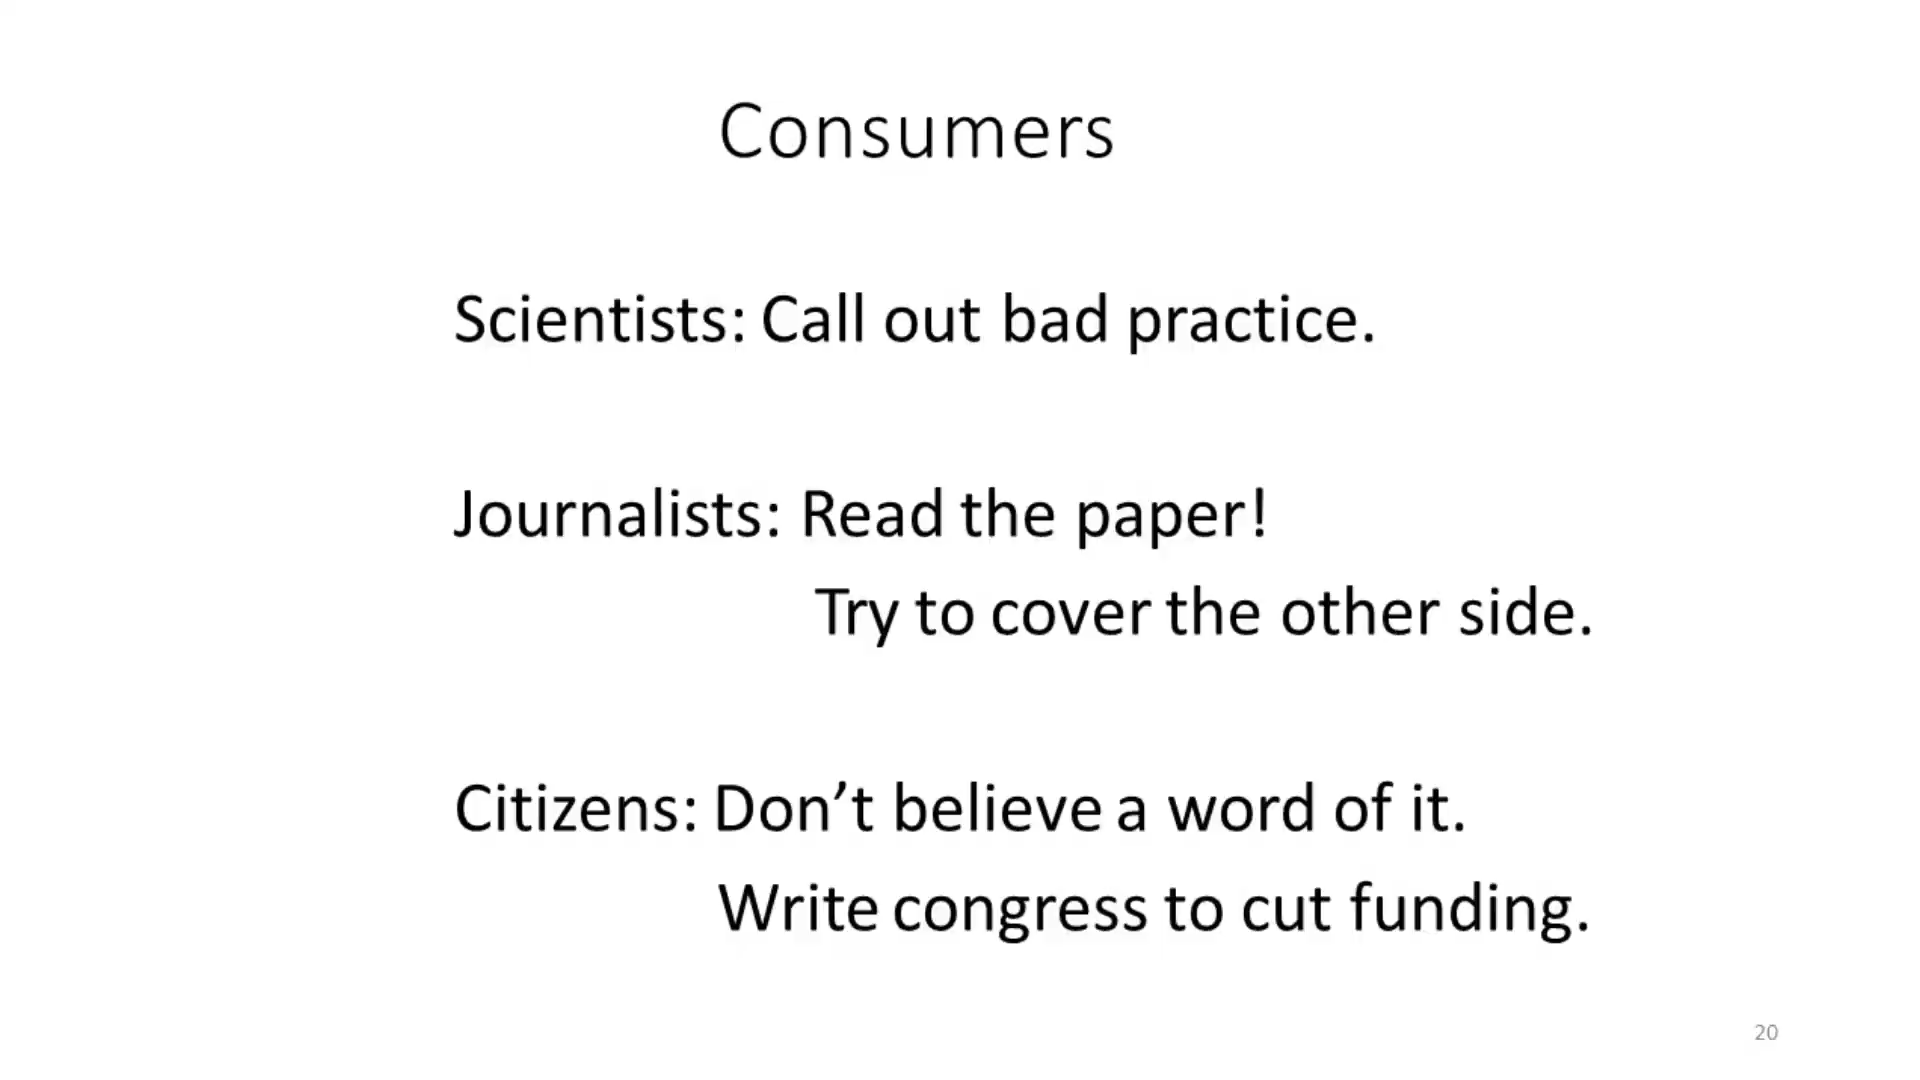 Consumers
Scientists: Call out bad practice.
Journalists: Read the paper!
Try to cover the other side.
Citizens: Don’t believe a word of it.
Write congress to cut funding.
20